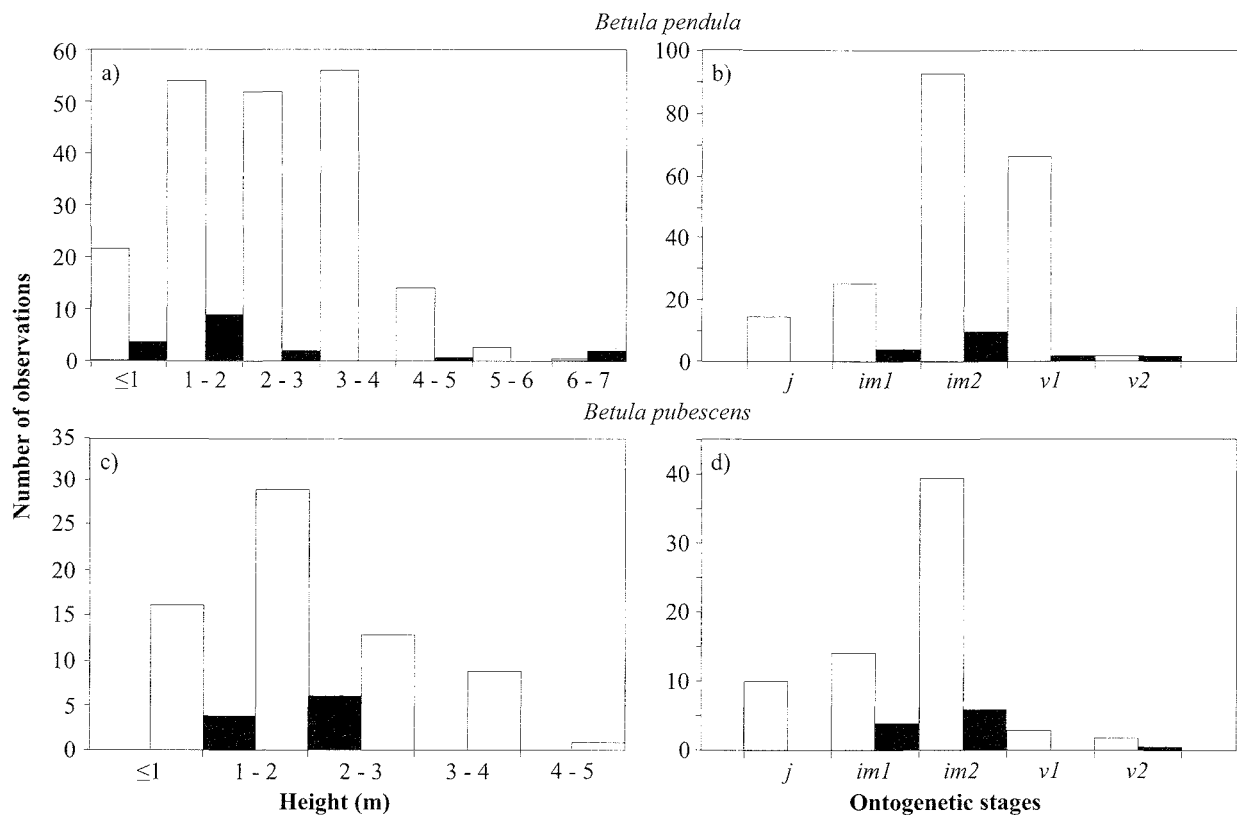 Betula pendula
a)
60
50
40
30
20
10
0
≤1 1 - 2 2 - 3 3 - 4 4 - 5 5 - 6 6 - 7
b)
100
80
60
40
20
0
j im1 im2 v1 v2
Number of observations
Betula pubescens
c)
35
30
25
20
15
10
5
0
≤1 1 - 2 2 - 3 3 - 4 4 - 5
Height (m)
d)
40
30
20
10
0
j im1 im2 v1 v2
Ontogenetic stages